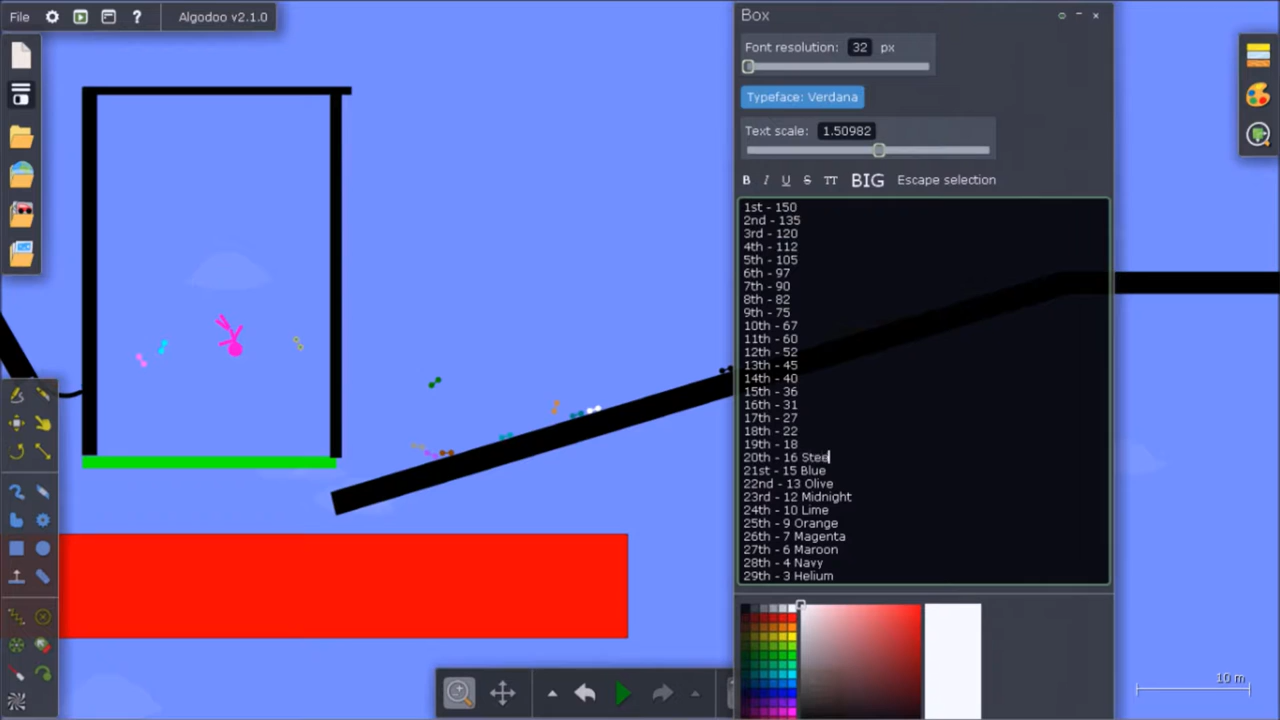 File ? Algodoo v2.1.0
Box
Font resolution: 32 px
Typeface: Verdana
Text scale: 1.50982
B I U S TT BIG Escape selection
1st - 150
2nd - 135
3rd - 120
4th - 112
5th - 105
6th - 97
7th - 90
8th - 82
9th - 75
10th - 67
11th - 60
12th - 52
13th - 45
14th - 40
15th - 36
16th - 31
17th - 27
18th - 22
19th - 18
20th - 16 Stee
21st - 15 Blue
22nd - 13 Olive
23rd - 12 Midnight
24th - 10 Lime
25th - 9 Orange
26th - 7 Magenta
27th - 6 Maroon
28th - 4 Navy
29th - 3 Helium
10 m